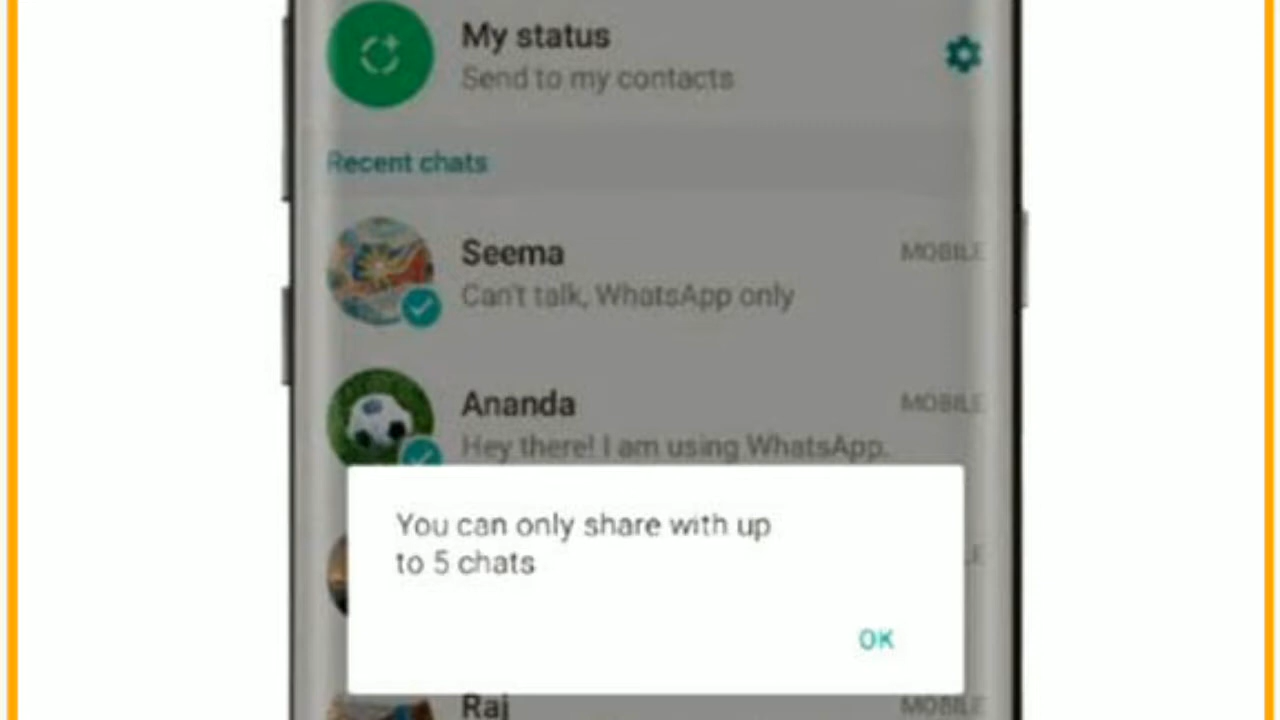 My status
Send to my contacts
Recent chats
Seema
MOBILE
Can't talk, WhatsApp only
Ananda
MOBILE
Hey there! I am using WhatsApp.
You can only share with up
to 5 chats
OK
Raj
MOBILE